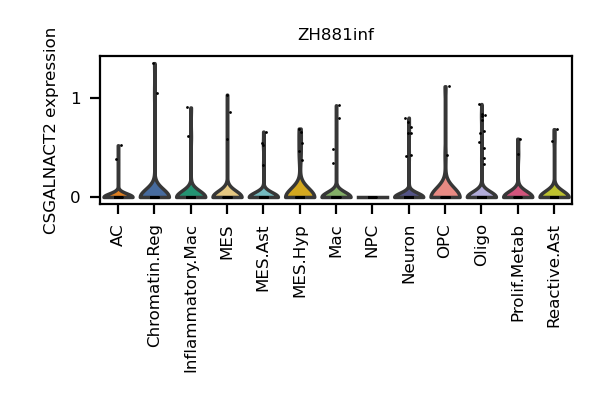 ZH881inf
CSGALNACT2 expression
1
0
AC
Chromatin.Reg
Inflammatory.Mac
MES
MES.Ast
MES.Hyp
Mac
NPC
Neuron
OPC
Oligo
Prolif.Metab
Reactive.Ast